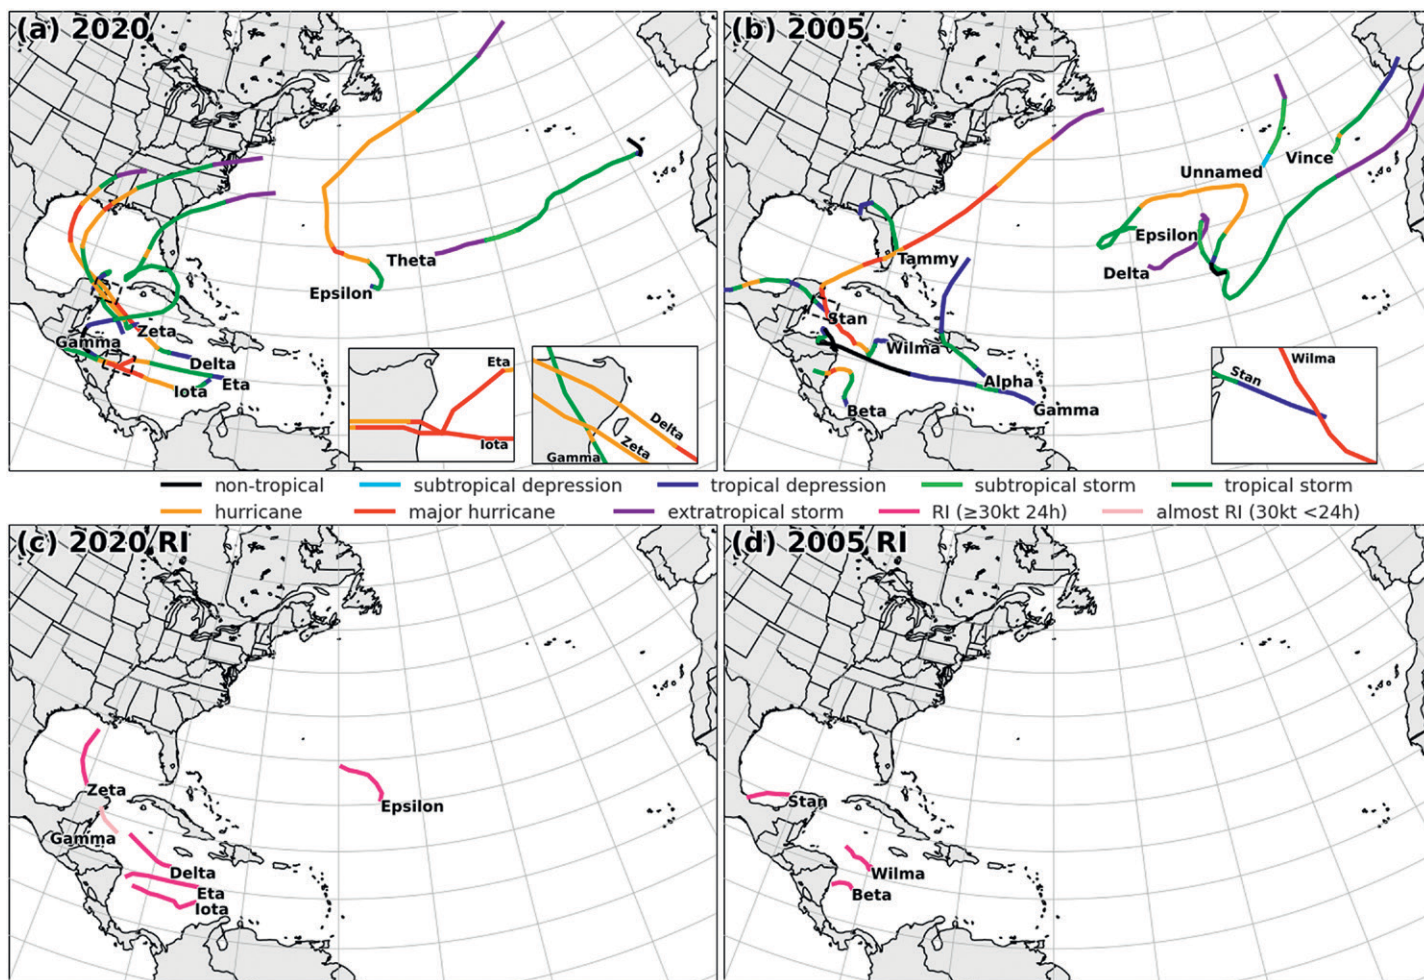 (a) 2020
Theta
Epsilon
Zeta
Gamma
Delta
Eta
Iota
Eta
Iota
Delta
Zeta
Gamma
(b) 2005
Vince
Unnamed
Epsilon
Tammy
Delta
Stan
Wilma
Alpha
Beta
Gamma
Wilma
Stan
non-tropical subtropical depression tropical depression subtropical storm tropical storm
hurricane major hurricane extratropical storm RI (≥30kt 24h) almost RI (30kt <24h)
(c) 2020 RI
Zeta
Epsilon
Gamma
Delta
Eta
Iota
(d) 2005 RI
Stan
Wilma
Beta